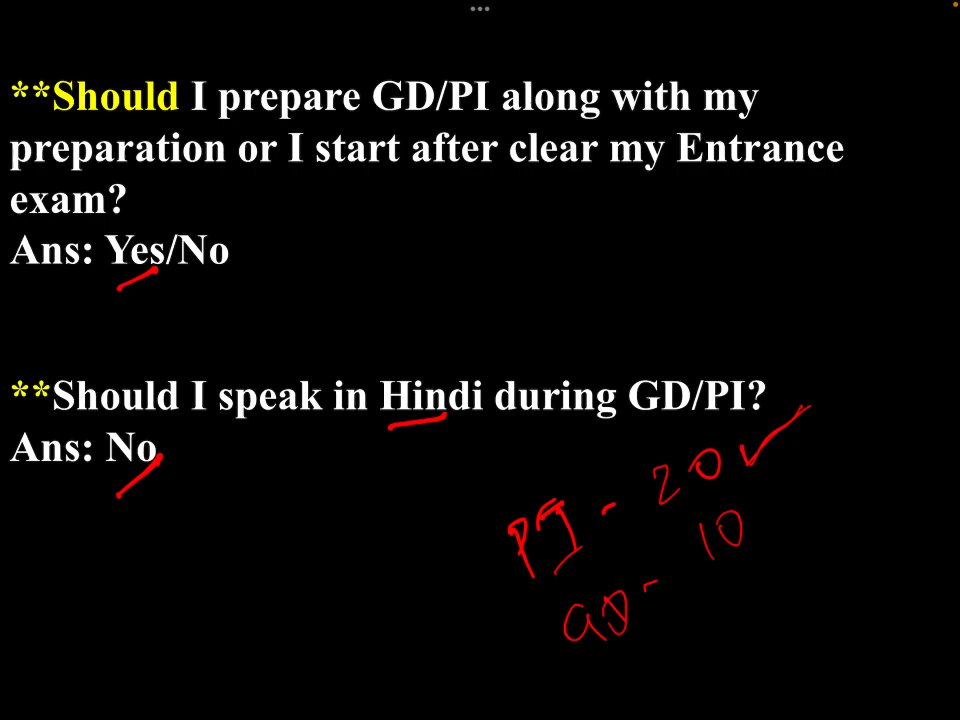 **Should I prepare GD/PI along with my
preparation or I start after clear my Entrance
exam?
Ans: Yes/No
**Should I speak in Hindi during GD/PI?
Ans: No
PI - 20
GD - 10